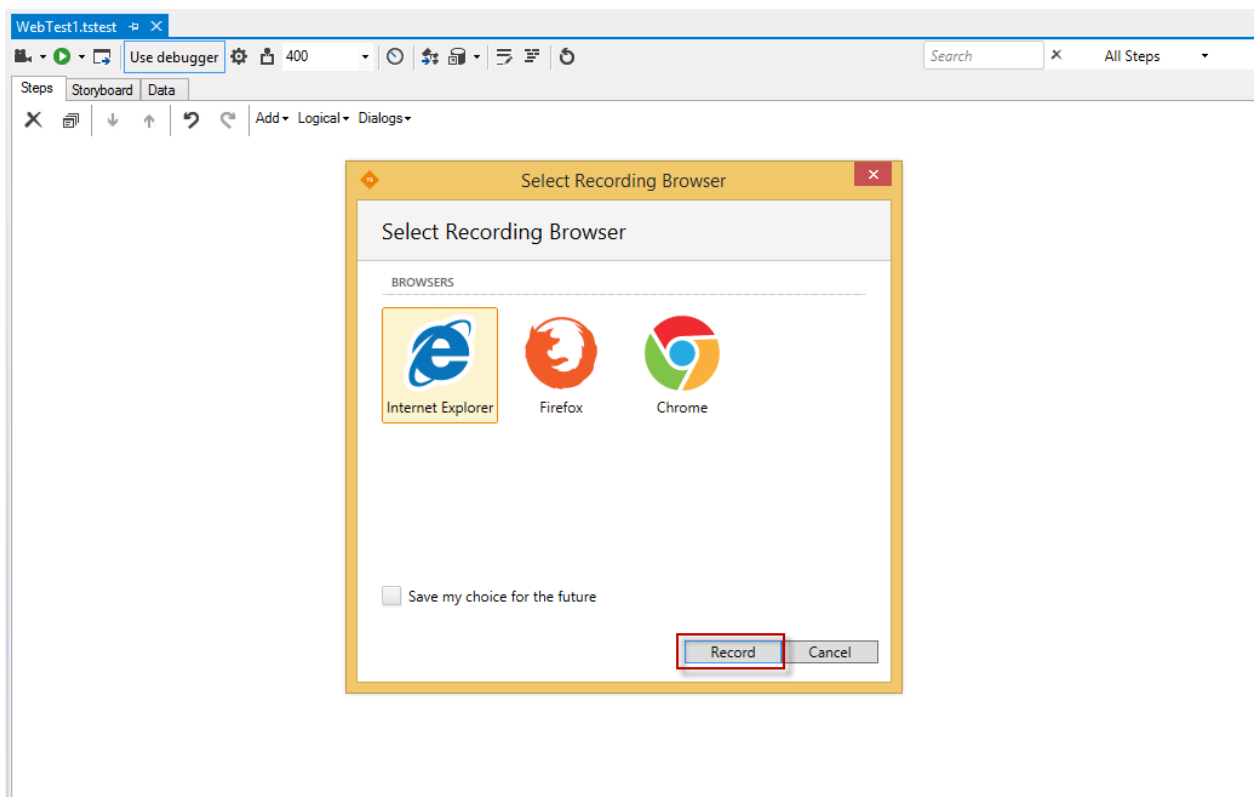 WebTest1.tstest
Use debugger 400 Search All Steps
Steps Storyboard Data
Add Logical Dialogs
Select Recording Browser
Select Recording Browser
BROWSERS
Internet Explorer Firefox Chrome
Save my choice for the future
Record Cancel